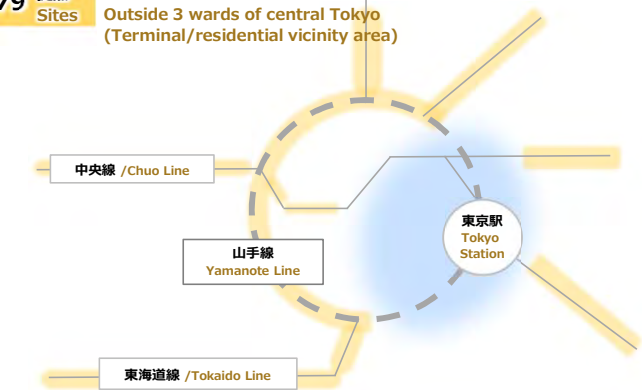 79
Sites
Outside 3 wards of central Tokyo
(Terminal/residential vicinity area)
中央線 /Chuo Line
東京駅
Tokyo
Station
山手線
Yamanote Line
東海道線 /Tokaido Line